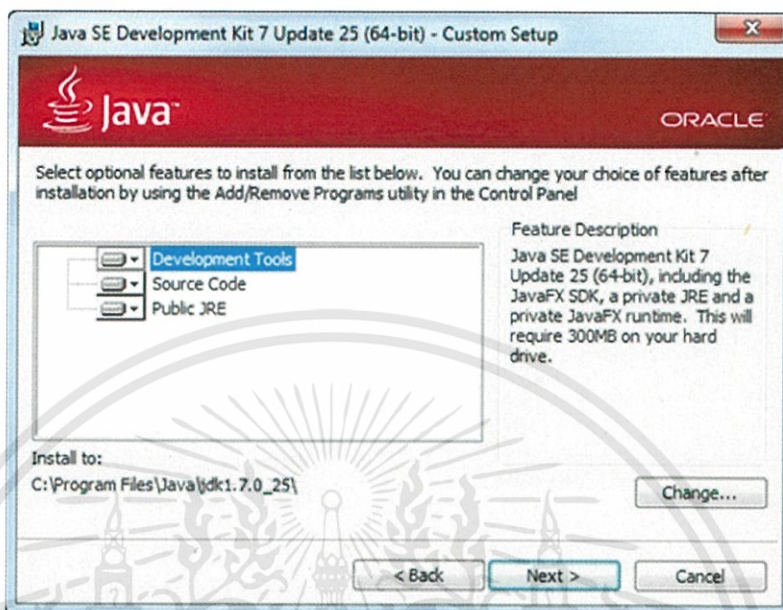 Java SE Development Kit 7 Update 25 (64-bit) - Custom Setup
Java™
ORACLE
Select optional features to install from the list below. You can change your choice of features after
installation by using the Add/Remove Programs utility in the Control Panel
Development Tools
Source Code
Public JRE
Feature Description
Java SE Development Kit 7
Update 25 (64-bit), including the
JavaFX SDK, a private JRE and a
private JavaFX runtime. This will
require 300MB on your hard
drive.
Install to:
C:\Program Files\Java\jdk1.7.0_25\
Change...
< Back
Next >
Cancel